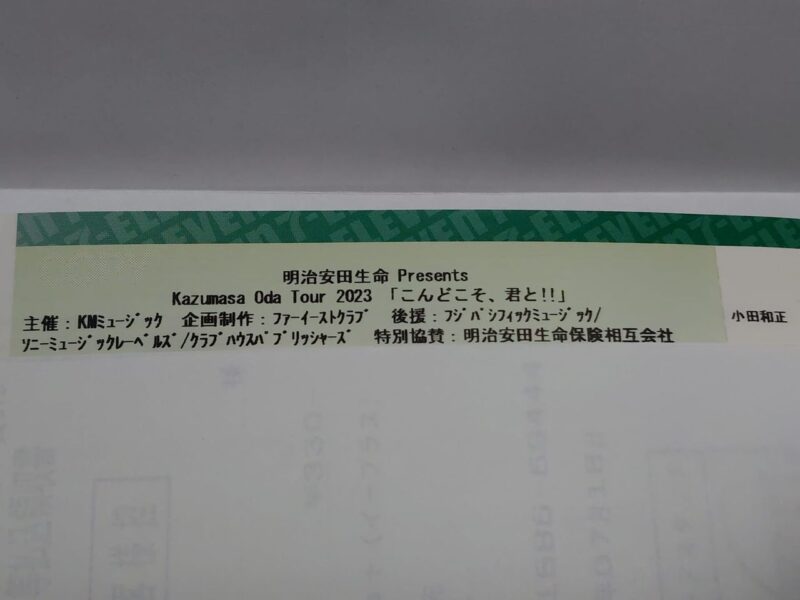 7-ELEVEN
明治安田生命 Presents
Kazumasa Oda Tour 2023 「こんどこそ、君と!!」
主催：KMミュージック 企画制作：ファーイーストクラブ 後援：フジパシフィックミュージック/
ソニーミュージックレーベルズ/クラブハウスパブリッシャーズ 特別協賛：明治安田生命保険相互会社
小田和正